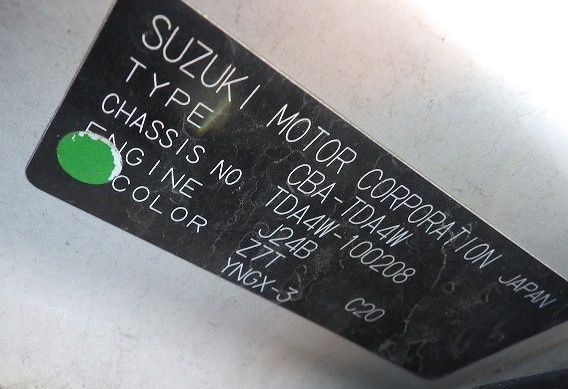 SUZUKI MOTOR CORPORATION JAPAN
TYPE CBA-TDA4W
CHASSIS NO. TDA4W-100208
ENGINE J24B
COLOR Z7T C20
YNGX-3